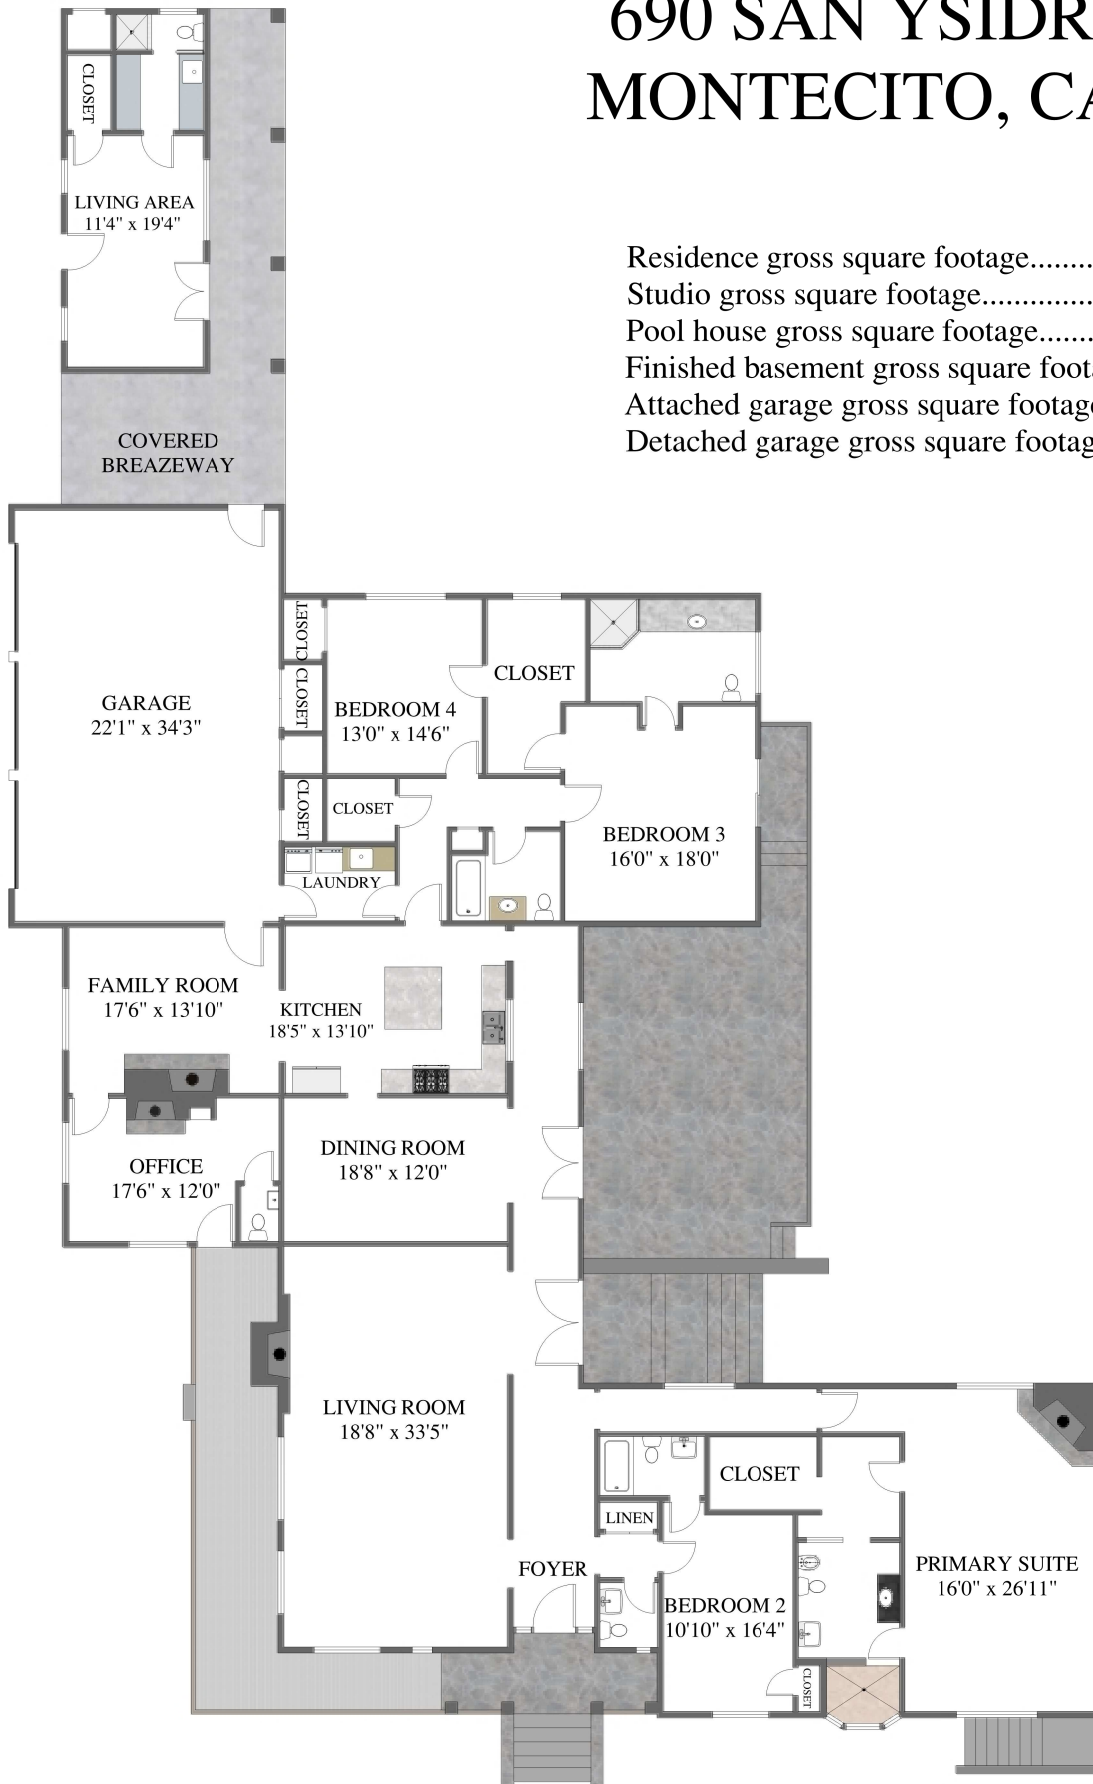 690 SAN YSIDR
MONTECITO, CA
Residence gross square footage........
Studio gross square footage..............
Pool house gross square footage.......
Finished basement gross square foota
Attached garage gross square footage
Detached garage gross square footag
CLOSET
LIVING AREA
11'4" x 19'4"
COVERED
BREAZEWAY
GARAGE
22'1" x 34'3"
CLOSET
CLOSET
CLOSET
BEDROOM 4
13'0" x 14'6"
CLOSET
CLOSET
LAUNDRY
BEDROOM 3
16'0" x 18'0"
FAMILY ROOM
17'6" x 13'10"
KITCHEN
18'5" x 13'10"
OFFICE
17'6" x 12'0"
DINING ROOM
18'8" x 12'0"
LIVING ROOM
18'8" x 33'5"
FOYER
CLOSET
LINEN
BEDROOM 2
10'10" x 16'4"
CLOSET
PRIMARY SUITE
16'0" x 26'11"